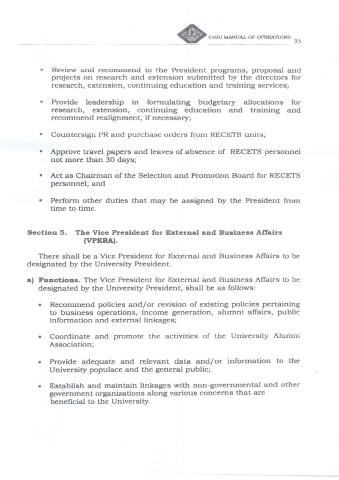 CvSU MANUAL OF OPERATIONS
35
• Review and recommend to the President programs, proposal and
projects on research and extension submitted by the directors for
research, extension, continuing education and training services;
• Provide leadership in formulating budgetary allocations for
research, extension, continuing education and training and
recommend realignment, if necessary;
• Countersign PR and purchase orders from RECETS units;
• Approve travel papers and leaves of absence of RECETS personnel
not more than 30 days;
• Act as Chairman of the Selection and Promotion Board for RECETS
personnel; and
• Perform other duties that may be assigned by the President from
time to time.
Section 5. The Vice President for External and Business Affairs
(VPEBA).
There shall be a Vice President for External and Business Affairs to be
designated by the University President.
a) Functions. The Vice President for External and Business Affairs to be
designated by the University President, shall be as follows:
• Recommend policies and/or revision of existing policies pertaining
to business operations, income generation, alumni affairs, public
information and external linkages;
• Coordinate and promote the activities of the University Alumni
Association;
• Provide adequate and relevant data and/or information to the
University populace and the general public;
• Establish and maintain linkages with non-governmental and other
government organizations along various concerns that are
beneficial to the University.